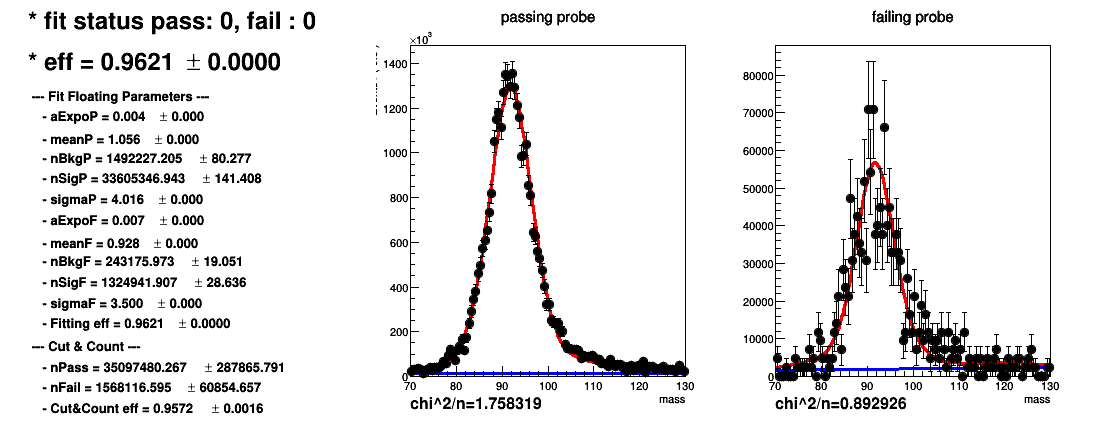 * fit status pass: 0, fail : 0
* eff = 0.9621 ± 0.0000
--- Fit Floating Parameters ---
- aExpoP = 0.004 ± 0.000
- meanP = 1.056 ± 0.000
- nBkgP = 1492227.205 ± 80.277
- nSigP = 33605346.943 ± 141.408
- sigmaP = 4.016 ± 0.000
- aExpoF = 0.007 ± 0.000
- meanF = 0.928 ± 0.000
- nBkgF = 243175.973 ± 19.051
- nSigF = 1324941.907 ± 28.636
- sigmaF = 3.500 ± 0.000
- Fitting eff = 0.9621 ± 0.0000
--- Cut & Count ---
- nPass = 35097480.267 ± 287865.791
- nFail = 1568116.595 ± 60854.657
- Cut&Count eff = 0.9572 ± 0.0016
passing probe
×10³
1400
1200
1000
800
600
400
200
0
70 80 90 100 110 120 130
mass
chi^2/n=1.758319
failing probe
80000
70000
60000
50000
40000
30000
20000
10000
0
70 80 90 100 110 120 130
mass
chi^2/n=0.892926